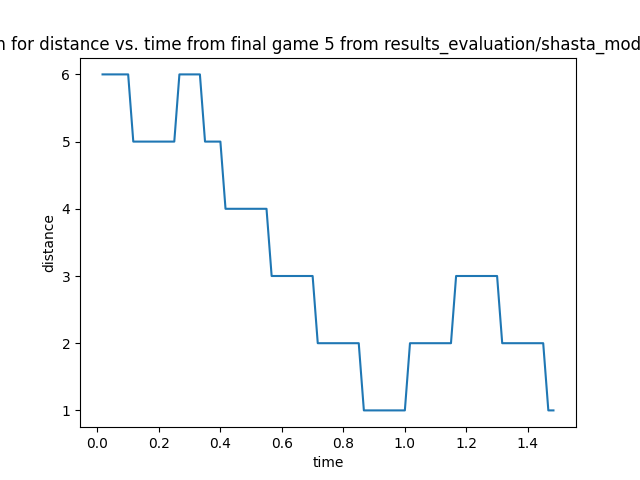 for distance vs. time from final game 5 from results_evaluation/shasta_mod
6
5
4
3
2
1
distance
0.0 0.2 0.4 0.6 0.8 1.0 1.2 1.4
time